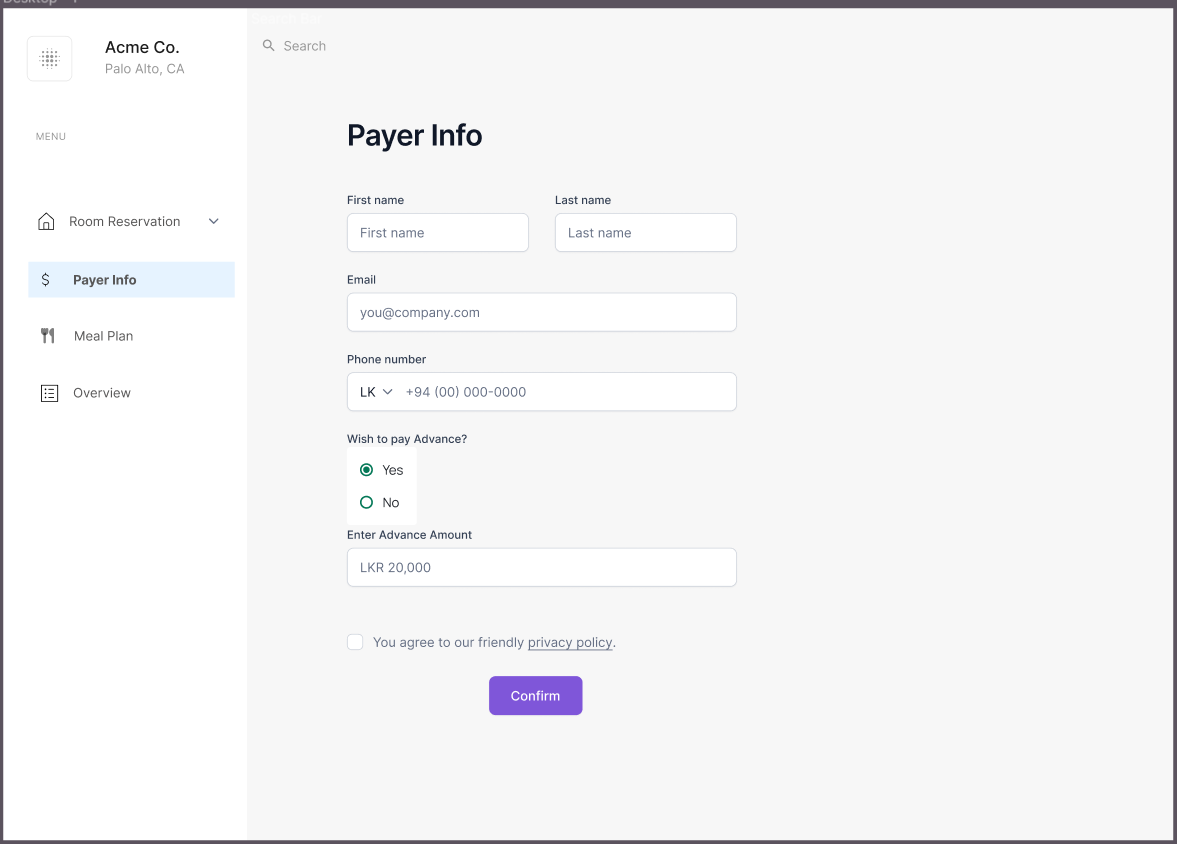 Acme Co.
Palo Alto, CA
MENU
Room Reservation
$ Payer Info
Meal Plan
Overview
Search
Payer Info
First name Last name
First name Last name
Email
you@company.com
Phone number
LK +94 (00) 000-0000
Wish to pay Advance?
Yes
No
Enter Advance Amount
LKR 20,000
You agree to our friendly privacy policy.
Confirm